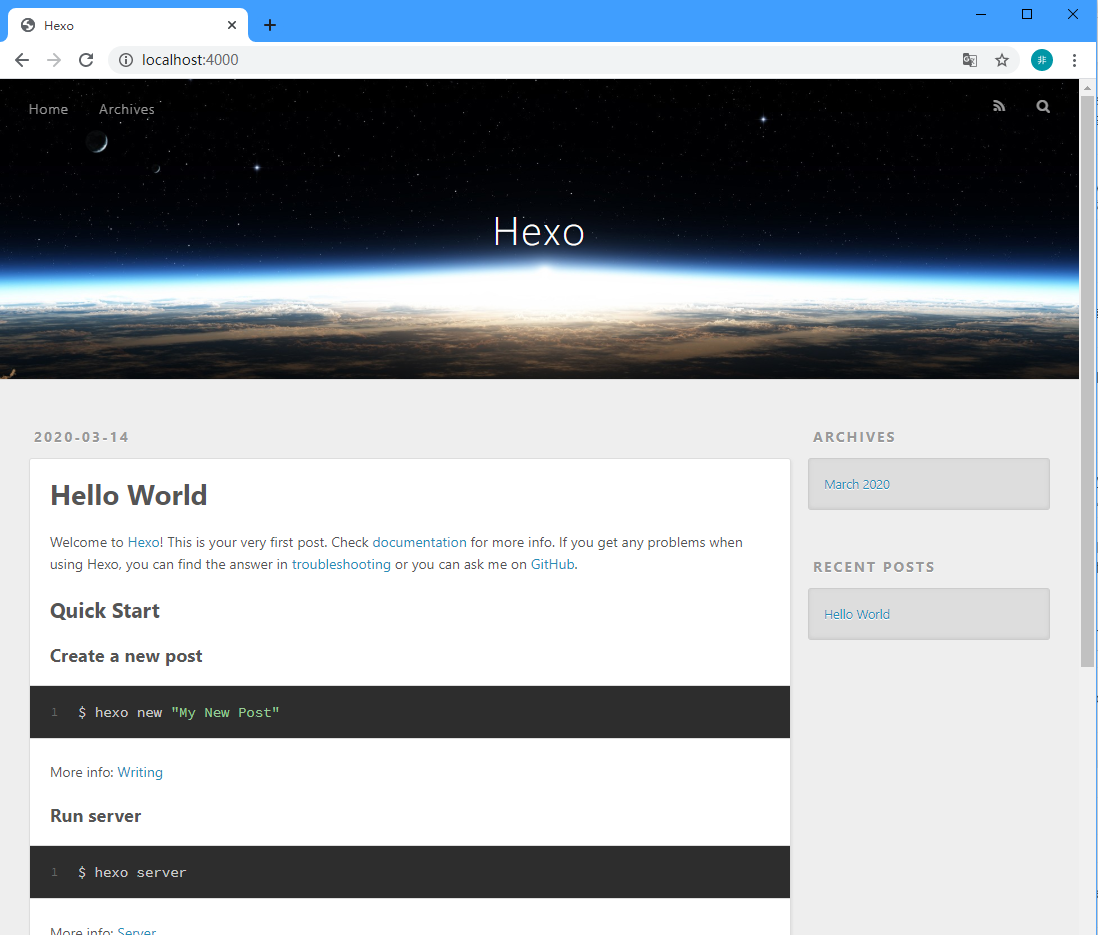 Hexo
localhost:4000
非
Home Archives
Hexo
2020-03-14
Hello World
Welcome to Hexo! This is your very first post. Check documentation for more info. If you get any problems when
using Hexo, you can find the answer in troubleshooting or you can ask me on GitHub.
Quick Start
Create a new post
1 $ hexo new "My New Post"
More info: Writing
Run server
1 $ hexo server
More info: Server
ARCHIVES
March 2020
RECENT POSTS
Hello World